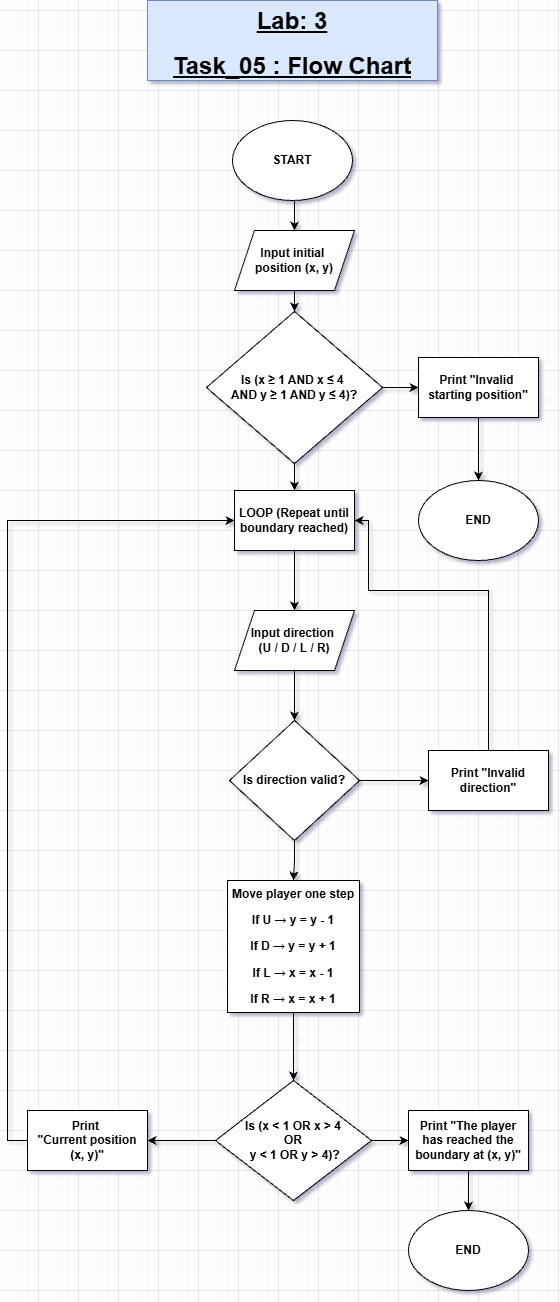 Lab: 3
Task_05 : Flow Chart
START
Input initial
position (x, y)
Is (x ≥ 1 AND x ≤ 4
AND y ≥ 1 AND y ≤ 4)?
Print "Invalid
starting position"
END
LOOP (Repeat until
boundary reached)
Input direction
(U / D / L / R)
Is direction valid?
Print "Invalid
direction"
Move player one step
If U → y = y - 1
If D → y = y + 1
If L → x = x - 1
If R → x = x + 1
Is (x < 1 OR x > 4
OR
y < 1 OR y > 4)?
Print
"Current position
(x, y)"
Print "The player
has reached the
boundary at (x, y)"
END